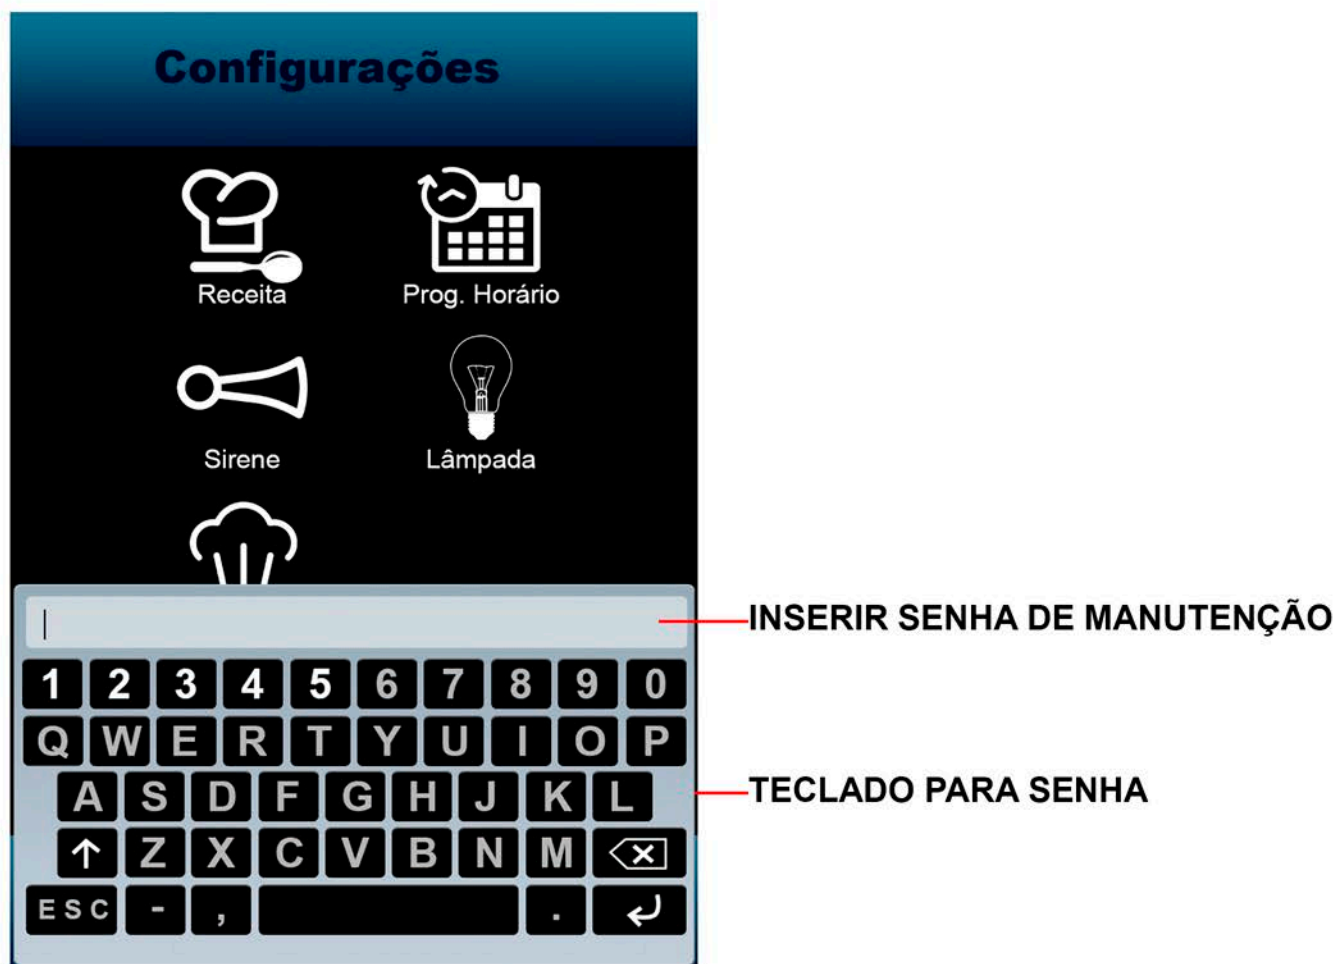 Configurações
Receita
Prog. Horário
Sirene
Lâmpada
INSERIR SENHA DE MANUTENÇÃO
1 2 3 4 5 6 7 8 9 0
Q W E R T Y U I O P
A S D F G H J K L
TECLADO PARA SENHA
Z X C V B N M
ESC - , .